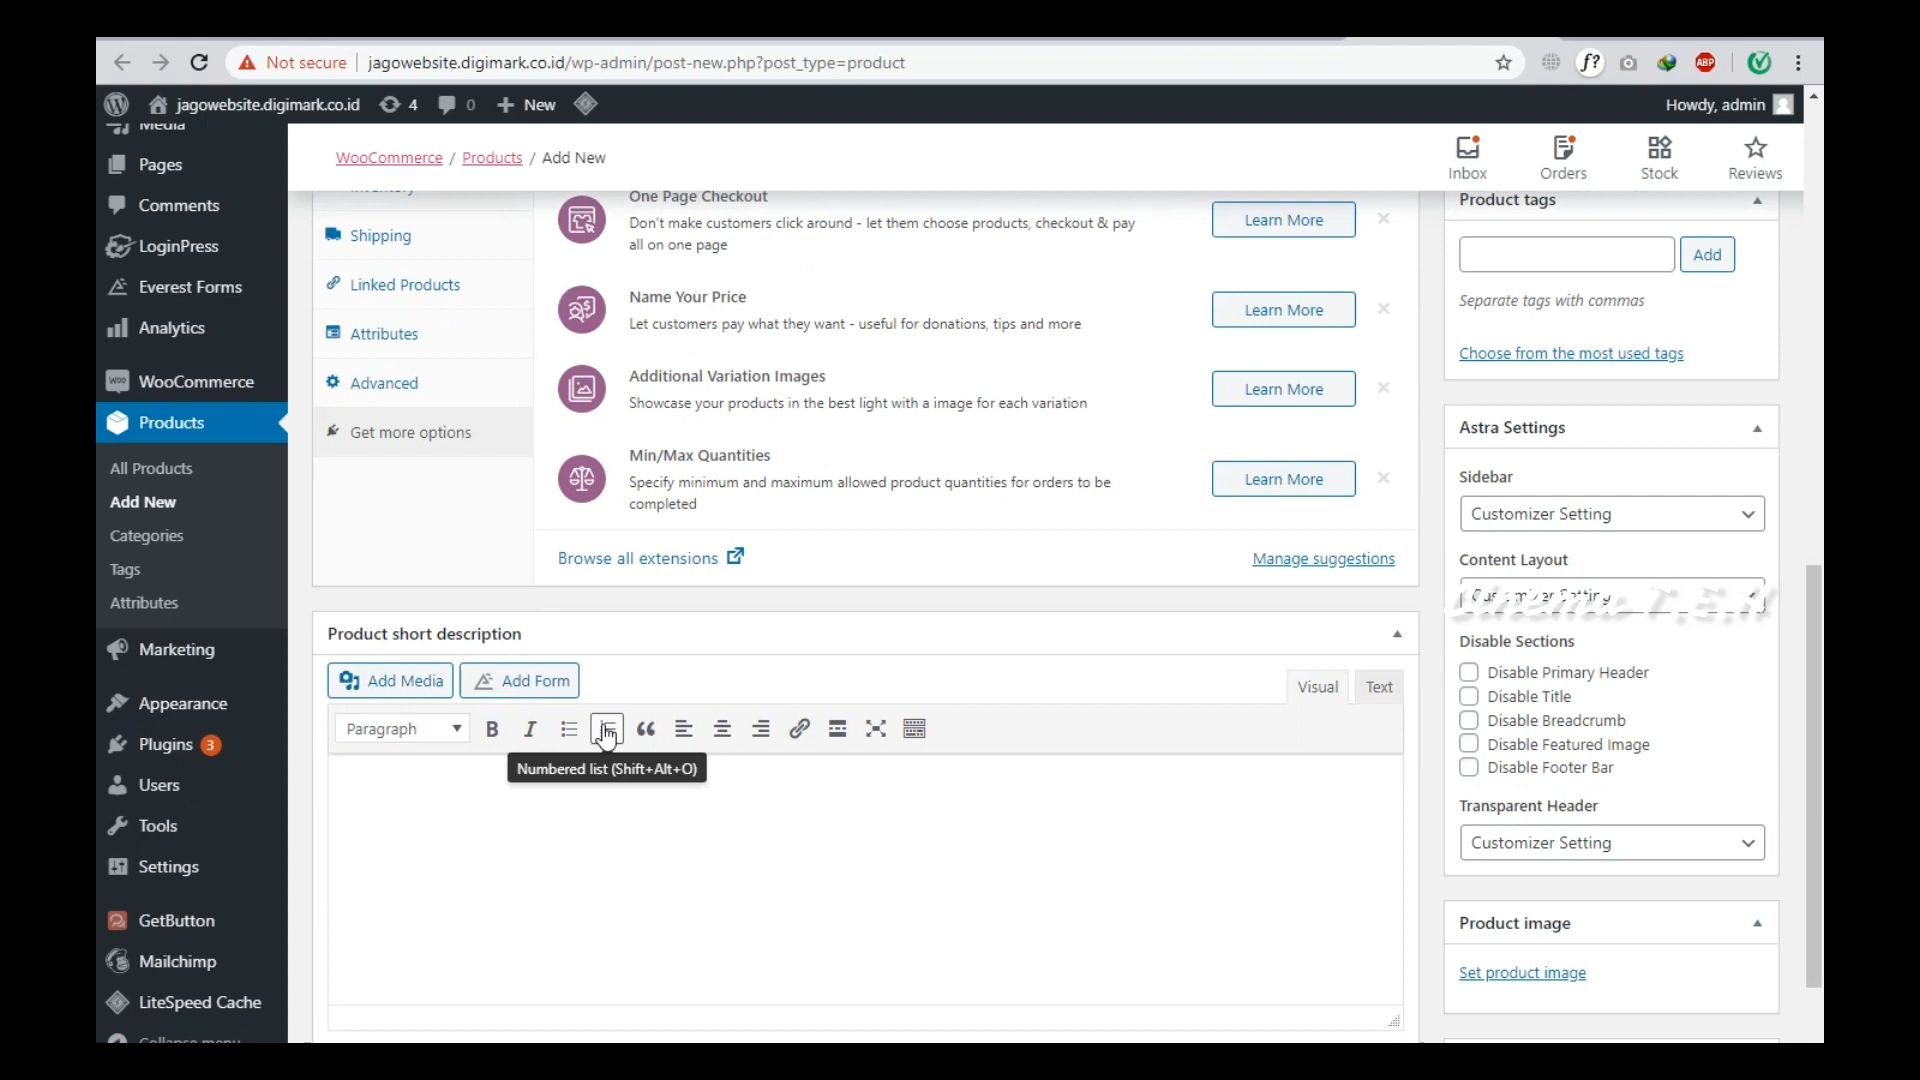 Not secure
jagowebsite.digimark.co.id/wp-admin/post-new.php?post_type=product
f?
ABP
jagowebsite.digimark.co.id
4
0
New
Howdy, admin
Media
Pages
Comments
LoginPress
Everest Forms
Analytics
Woo
WooCommerce
Products
All Products
Add New
Categories
Tags
Attributes
Marketing
Appearance
Plugins 3
Users
Tools
Settings
GetButton
Mailchimp
LiteSpeed Cache
Collapse menu
WooCommerce / Products / Add New
Inbox
Orders
Stock
Reviews
Inventory
Shipping
Linked Products
Attributes
Advanced
Get more options
One Page Checkout
Don't make customers click around - let them choose products, checkout & pay
all on one page
Learn More
Name Your Price
Let customers pay what they want - useful for donations, tips and more
Learn More
Additional Variation Images
Showcase your products in the best light with a image for each variation
Learn More
Min/Max Quantities
Specify minimum and maximum allowed product quantities for orders to be
completed
Learn More
Browse all extensions
Manage suggestions
Product short description
Add Media
Add Form
Visual
Text
Paragraph
B
I
Numbered list (Shift+Alt+O)
Product tags
Add
Separate tags with commas
Choose from the most used tags
Astra Settings
Sidebar
Customizer Setting
Content Layout
Customizer Setting
Disable Sections
Disable Primary Header
Disable Title
Disable Breadcrumb
Disable Featured Image
Disable Footer Bar
Transparent Header
Customizer Setting
Product image
Set product image